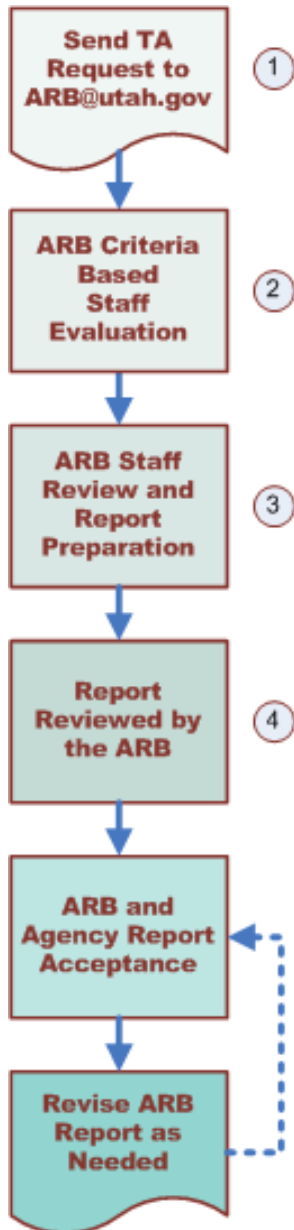 Send TA
Request to
ARB@utah.gov
1
ARB Criteria
Based
Staff
Evaluation
2
ARB Staff
Review and
Report
Preparation
3
Report
Reviewed by
the ARB
4
ARB and
Agency Report
Acceptance
Revise ARB
Report as
Needed